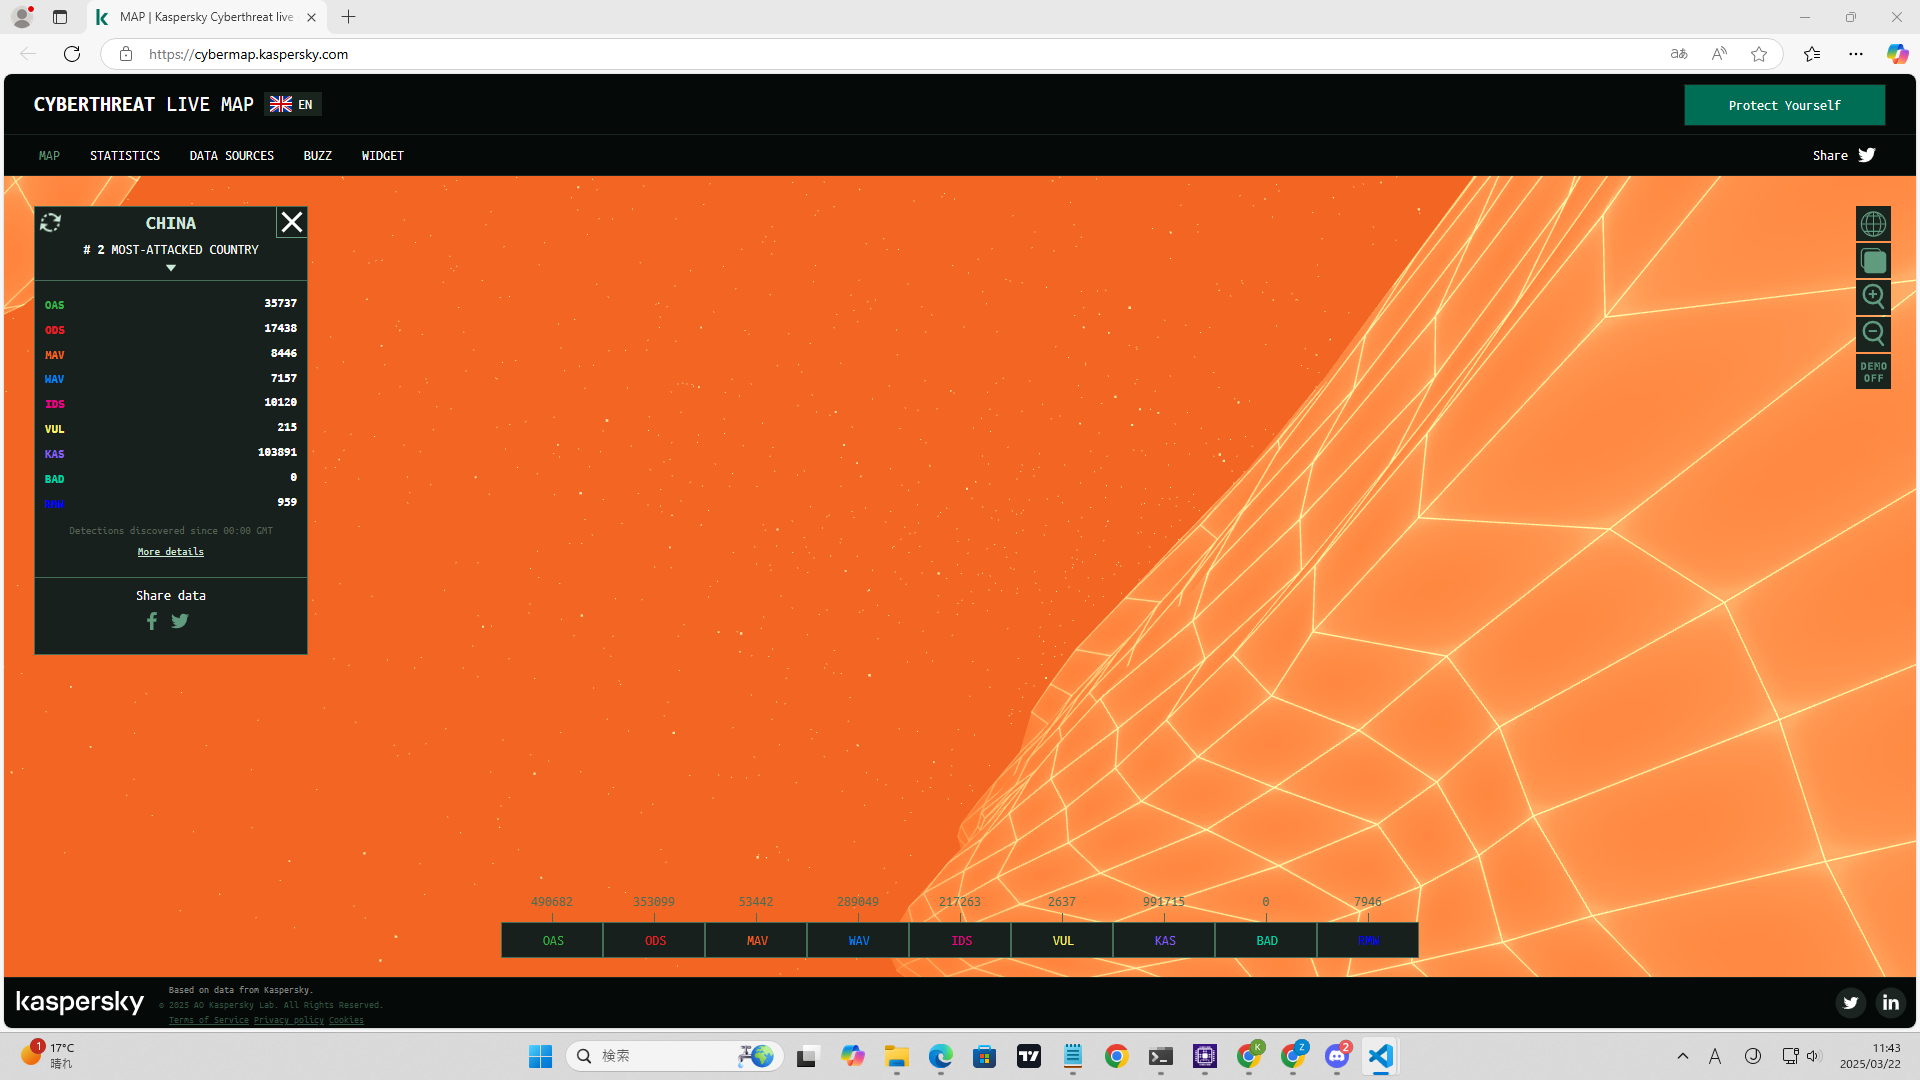 MAP | Kaspersky Cyberthreat live
https://cybermap.kaspersky.com
CYBERTHREAT LIVE MAP EN
Protect Yourself
MAP STATISTICS DATA SOURCES BUZZ WIDGET
Share
CHINA
# 2 MOST-ATTACKED COUNTRY
OAS 35737
ODS 17438
MAV 8446
WAV 7157
IDS 10120
VUL 215
KAS 103891
BAD 0
RMW 959
Detections discovered since 00:00 GMT
More details
Share data
DEMO
OFF
490682 353099 53442 289049 217263 2637 991715 0 7946
OAS ODS MAV WAV IDS VUL KAS BAD RMW
kaspersky
Based on data from Kaspersky.
© 2025 AO Kaspersky Lab. All Rights Reserved.
Terms of Service Privacy policy Cookies
1
17°C
晴れ
検索
K
Z
2
A
11:43
2025/03/22